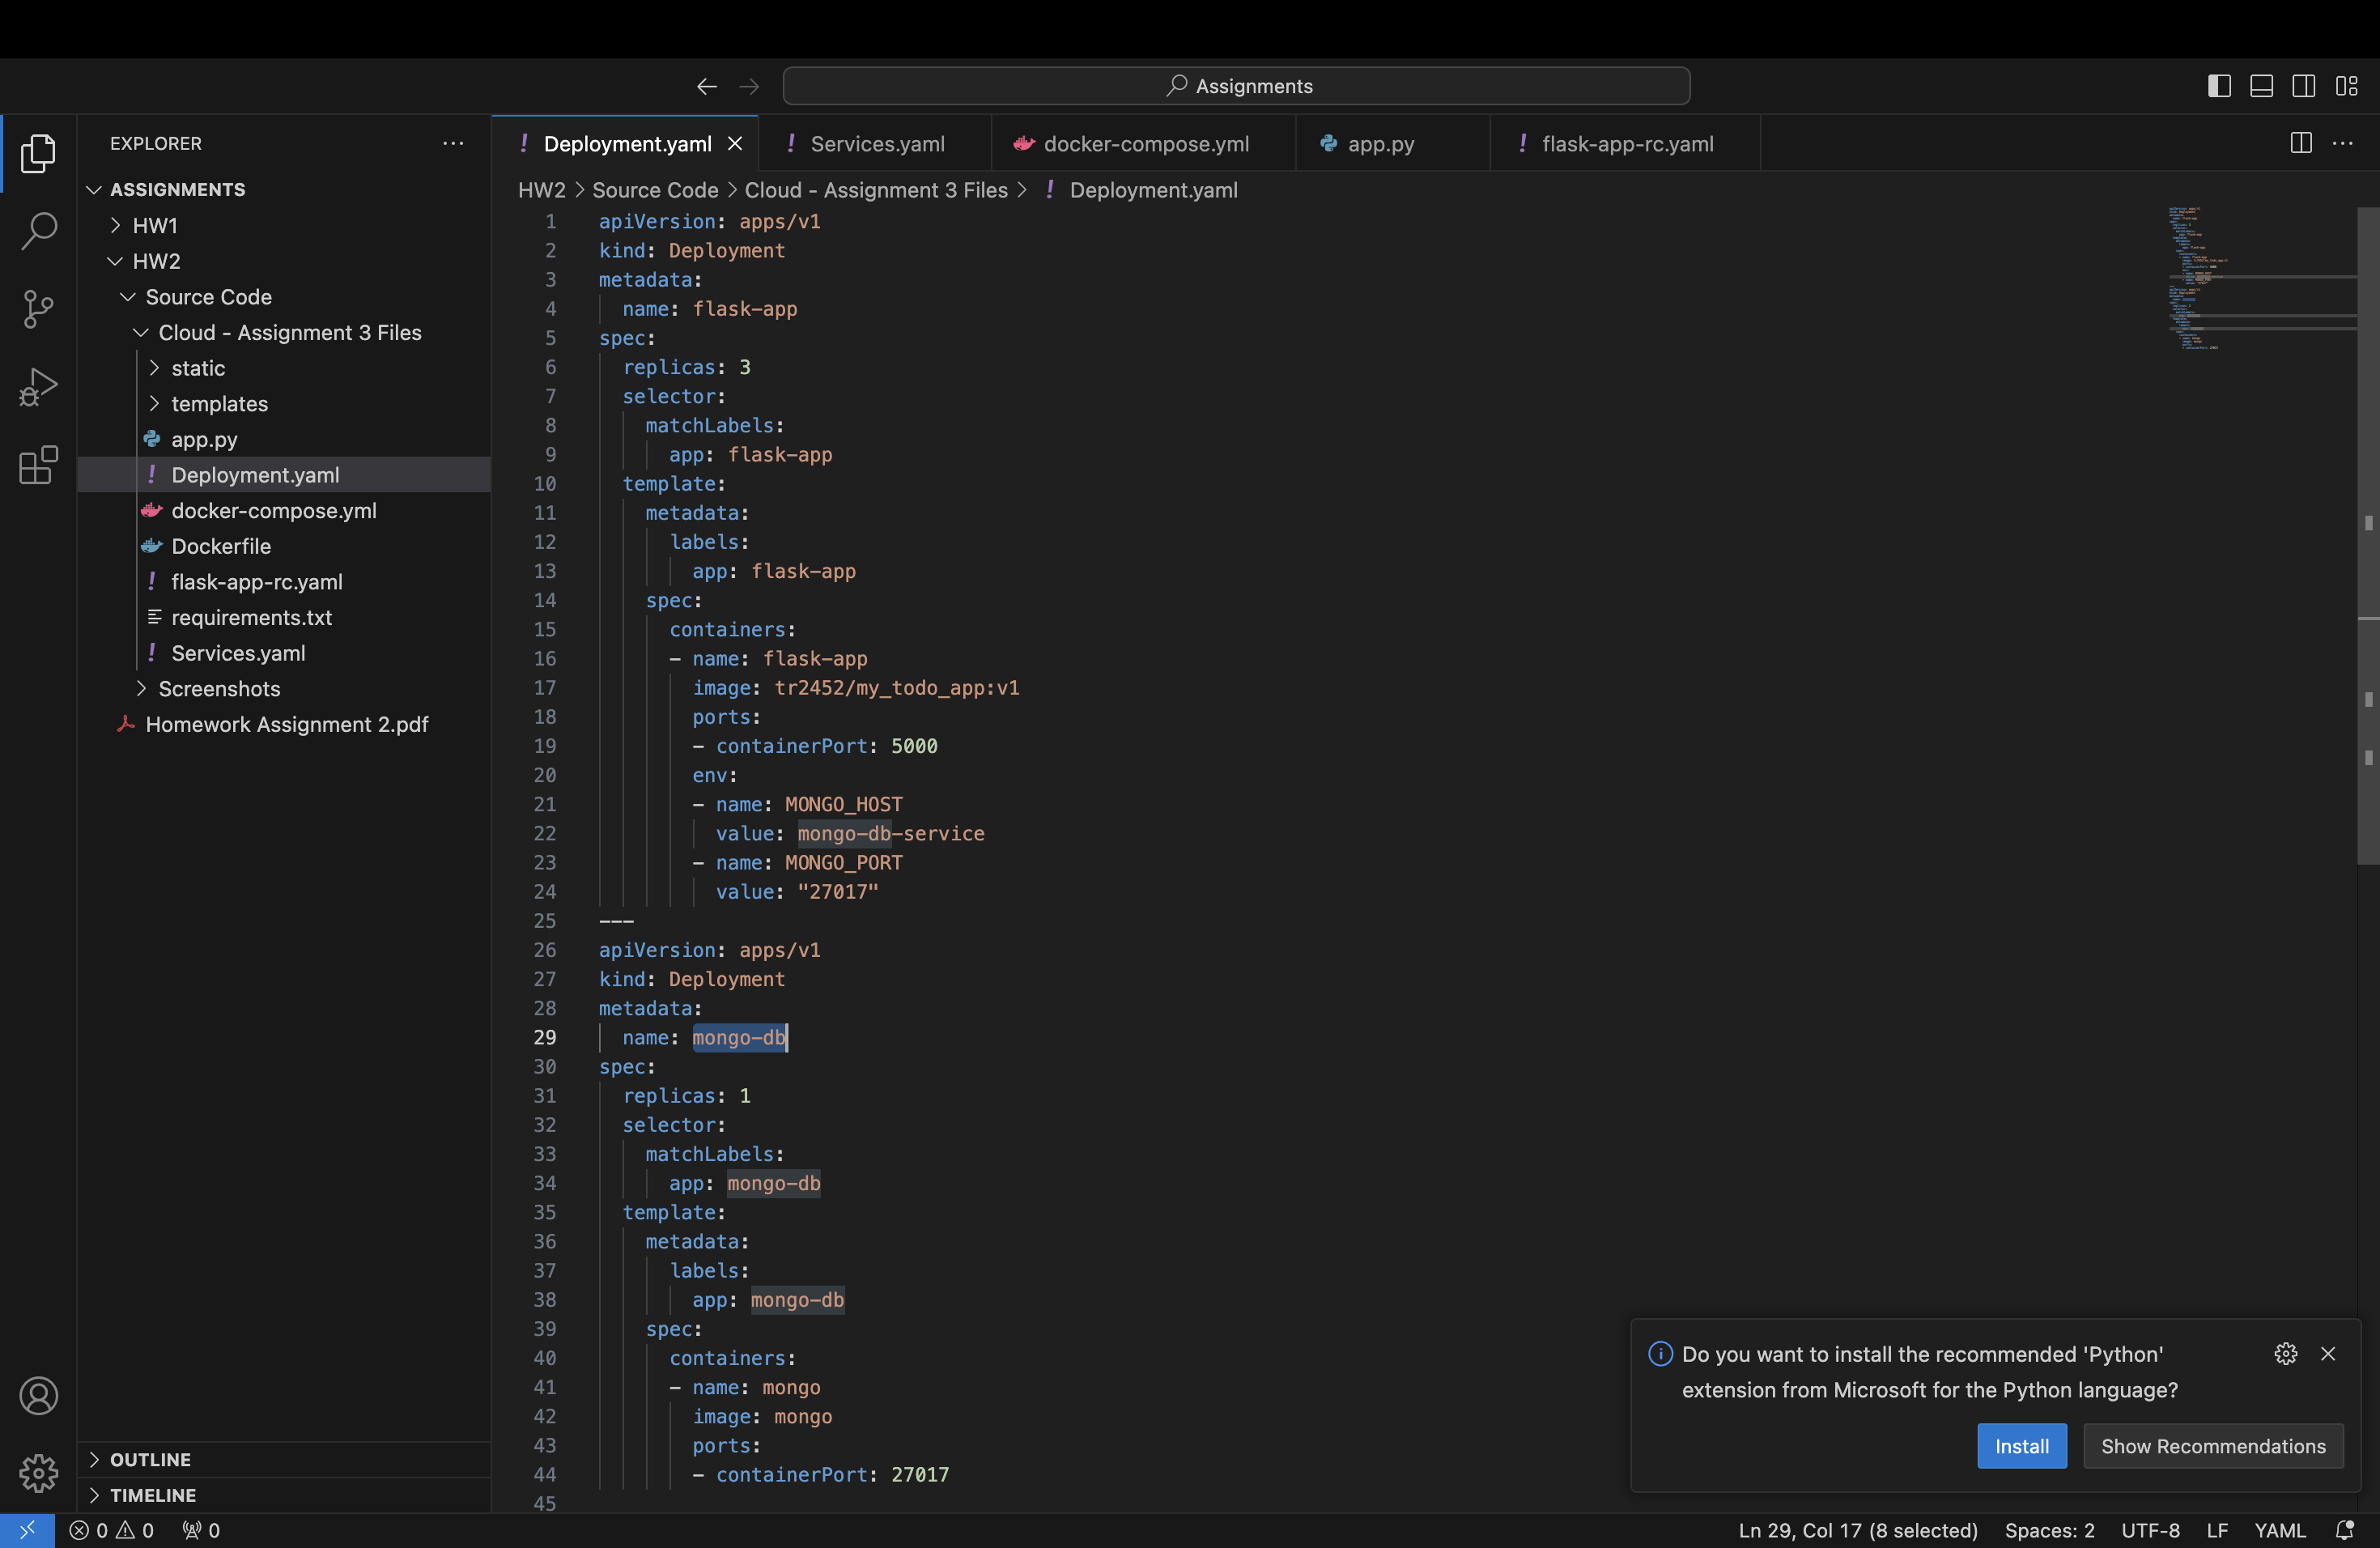 Assignments
EXPLORER
ASSIGNMENTS
HW1
HW2
Source Code
Cloud - Assignment 3 Files
static
templates
app.py
Deployment.yaml
docker-compose.yml
Dockerfile
flask-app-rc.yaml
requirements.txt
Services.yaml
Screenshots
Homework Assignment 2.pdf
OUTLINE
TIMELINE
Deployment.yaml
Services.yaml
docker-compose.yml
app.py
flask-app-rc.yaml
HW2 > Source Code > Cloud - Assignment 3 Files > ! Deployment.yaml
1 apiVersion: apps/v1
2 kind: Deployment
3 metadata:
4 name: flask-app
5 spec:
6 replicas: 3
7 selector:
8 matchLabels:
9 app: flask-app
10 template:
11 metadata:
12 labels:
13 app: flask-app
14 spec:
15 containers:
16 - name: flask-app
17 image: tr2452/my_todo_app:v1
18 ports:
19 - containerPort: 5000
20 env:
21 - name: MONGO_HOST
22 value: mongo-db-service
23 - name: MONGO_PORT
24 value: "27017"
25 ---
26 apiVersion: apps/v1
27 kind: Deployment
28 metadata:
29 name: mongo-db
30 spec:
31 replicas: 1
32 selector:
33 matchLabels:
34 app: mongo-db
35 template:
36 metadata:
37 labels:
38 app: mongo-db
39 spec:
40 containers:
41 - name: mongo
42 image: mongo
43 ports:
44 - containerPort: 27017
45
Do you want to install the recommended 'Python'
extension from Microsoft for the Python language?
Install
Show Recommendations
0 0 0
Ln 29, Col 17 (8 selected) Spaces: 2 UTF-8 LF YAML